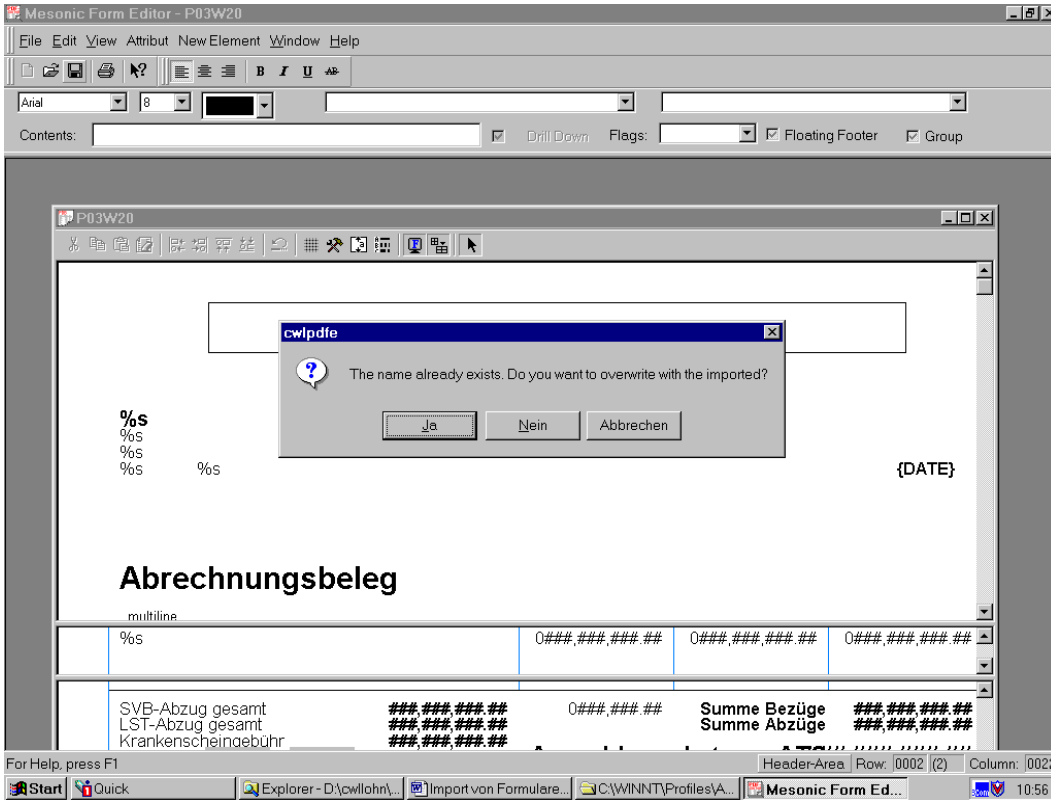 Mesonic Form Editor - P03W20
File Edit View Attribut New Element Window Help
B I U AB
Arial 8
Contents: Drill Down Flags: Floating Footer Group
P03W20
cwlpdfe
The name already exists. Do you want to overwrite with the imported?
Ja Nein Abbrechen
%s
%s
%s
%s %s {DATE}
Abrechnungsbeleg
multiline
%s 0###,###,###.## 0###,###,###.## 0###,###,###.##
SVB-Abzug gesamt ###,###,###.## 0###,###.## Summe Bezüge ###,###,###.##
LST-Abzug gesamt ###,###,###.## Summe Abzüge ###,###,###.##
Krankenscheingebühr ###,###,###.##
For Help, press F1 Header-Area Row: 0002 (2) Column: 002
Start Quick Explorer - D:\cwllohn\... Import von Formulare... C:\WINNT\Profiles\A... Mesonic Form Ed... 10:56